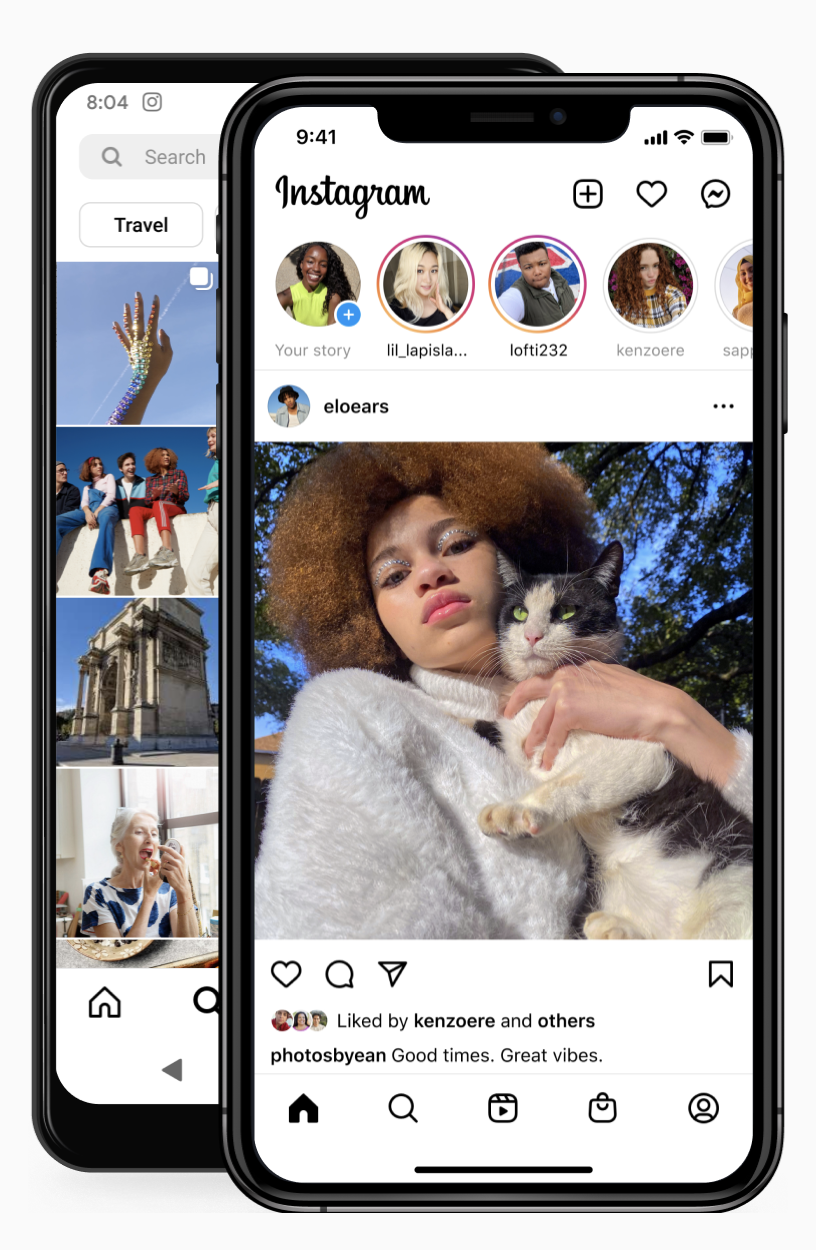 8:04
Search
Travel
9:41
Instagram
Your story
lil_lapisla...
lofti232
kenzoere
sapp
eloears
Liked by kenzoere and others
photosbyean Good times. Great vibes.